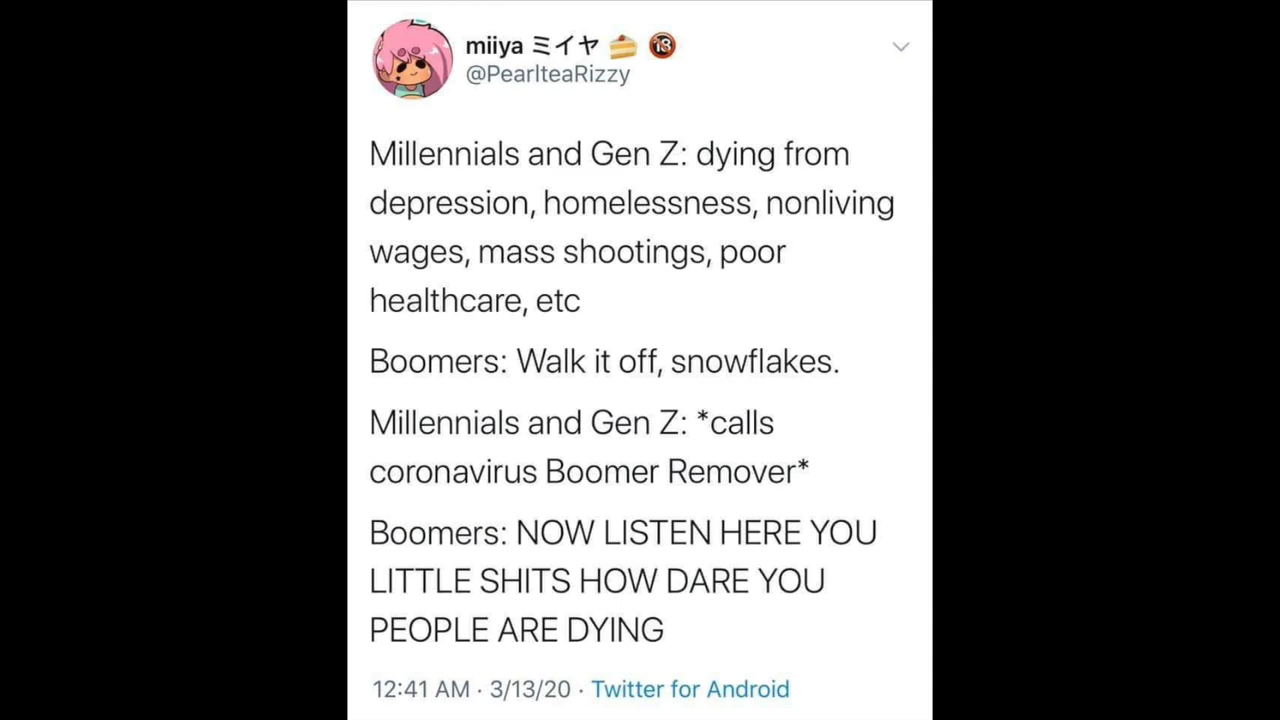 miiya ミイヤ 🍰 🔞
@PearlteaRizzy
Millennials and Gen Z: dying from
depression, homelessness, nonliving
wages, mass shootings, poor
healthcare, etc
Boomers: Walk it off, snowflakes.
Millennials and Gen Z: *calls
coronavirus Boomer Remover*
Boomers: NOW LISTEN HERE YOU
LITTLE SHITS HOW DARE YOU
PEOPLE ARE DYING
12:41 AM · 3/13/20 · Twitter for Android